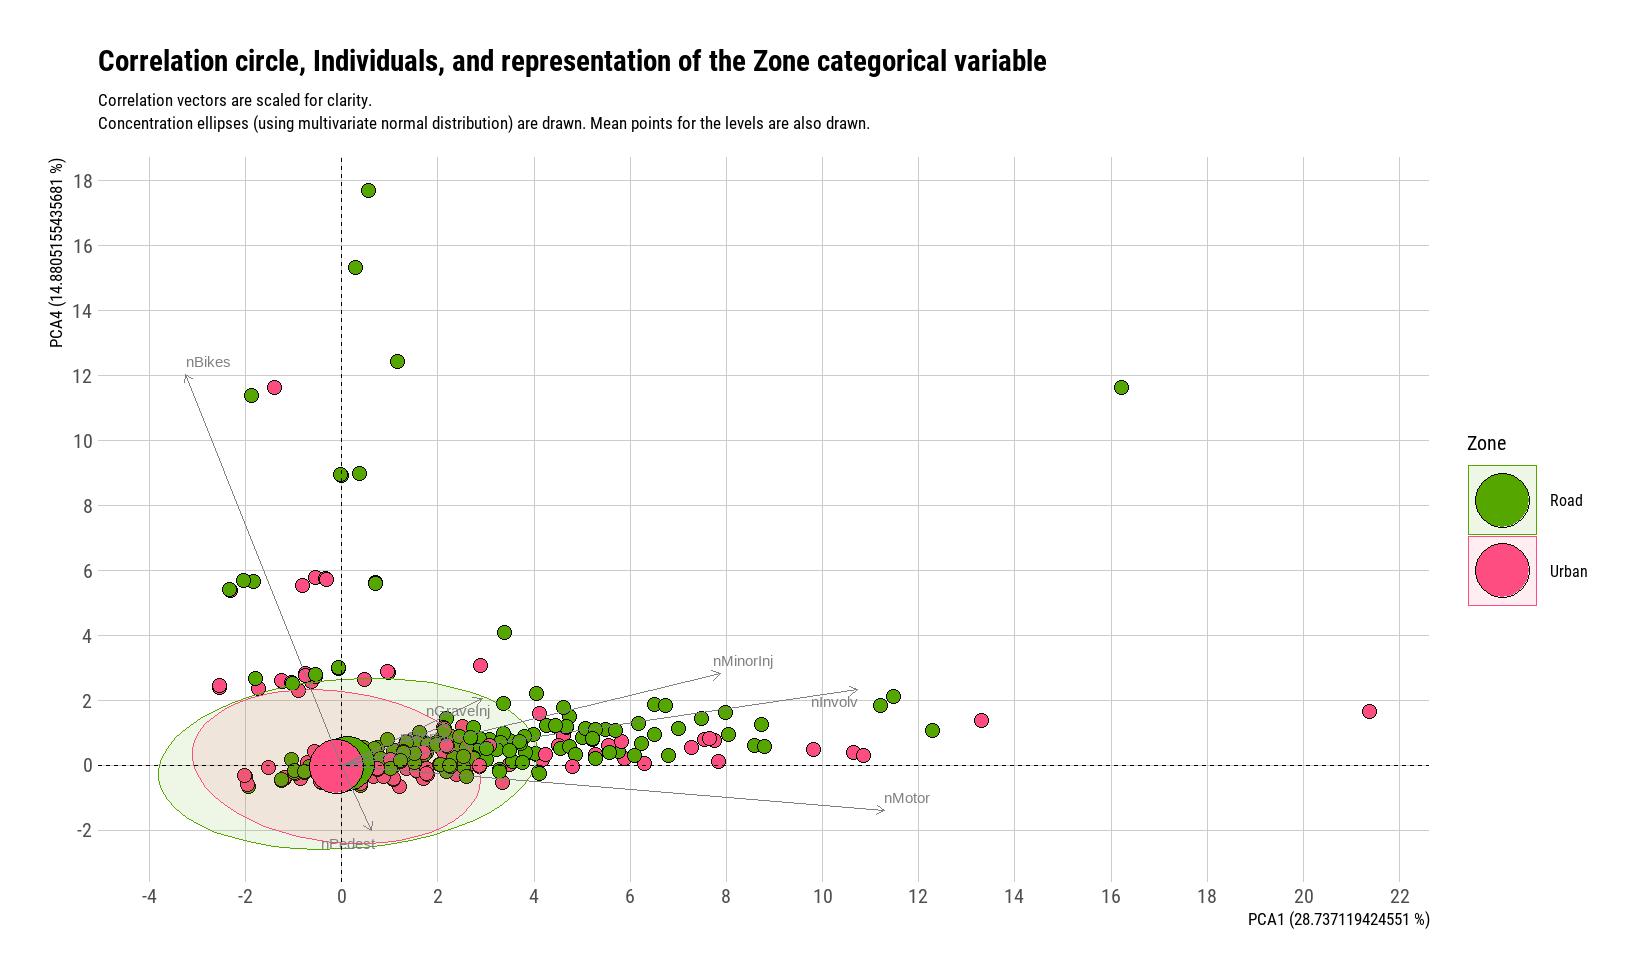 Correlation circle, Individuals, and representation of the Zone categorical variable
Correlation vectors are scaled for clarity.
Concentration ellipses (using multivariate normal distribution) are drawn. Mean points for the levels are also drawn.
PCA4 (14.8805155435681 %)
18
16
14
12
10
8
6
4
2
0
-2
nBikes
nMinorInj
nInvolv
nGraveInj
nMotor
nPedest
-4
-2
0
2
4
6
8
10
12
14
16
18
20
22
PCA1 (28.737119424551 %)
Zone
Road
Urban